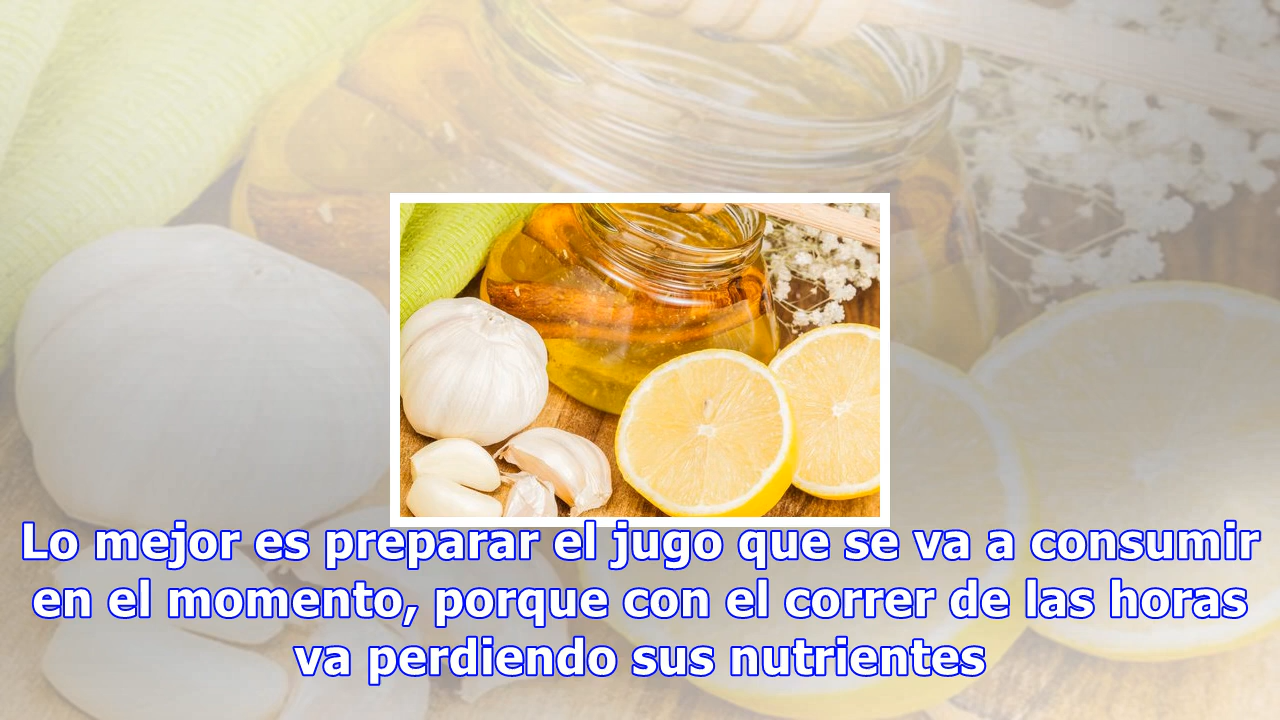 Lo mejor es preparar el jugo que se va a consumir
en el momento, porque con el correr de las horas
va perdiendo sus nutrientes